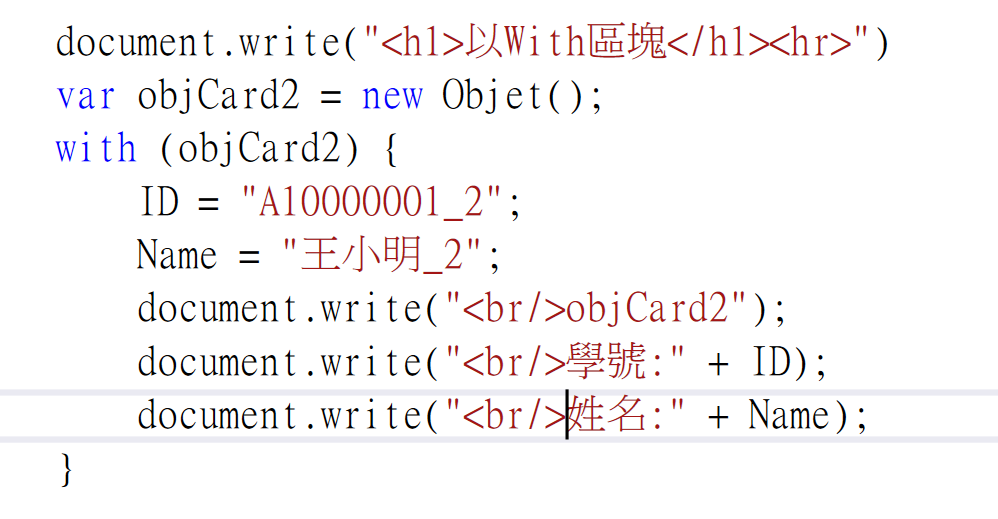 document.write("<h1>以With區塊</h1><hr>")
var objCard2 = new Objet();
with (objCard2) {
    ID = "A10000001_2";
    Name = "王小明_2";
    document.write("<br/>objCard2");
    document.write("<br/>學號:" + ID);
    document.write("<br/>姓名:" + Name);
}